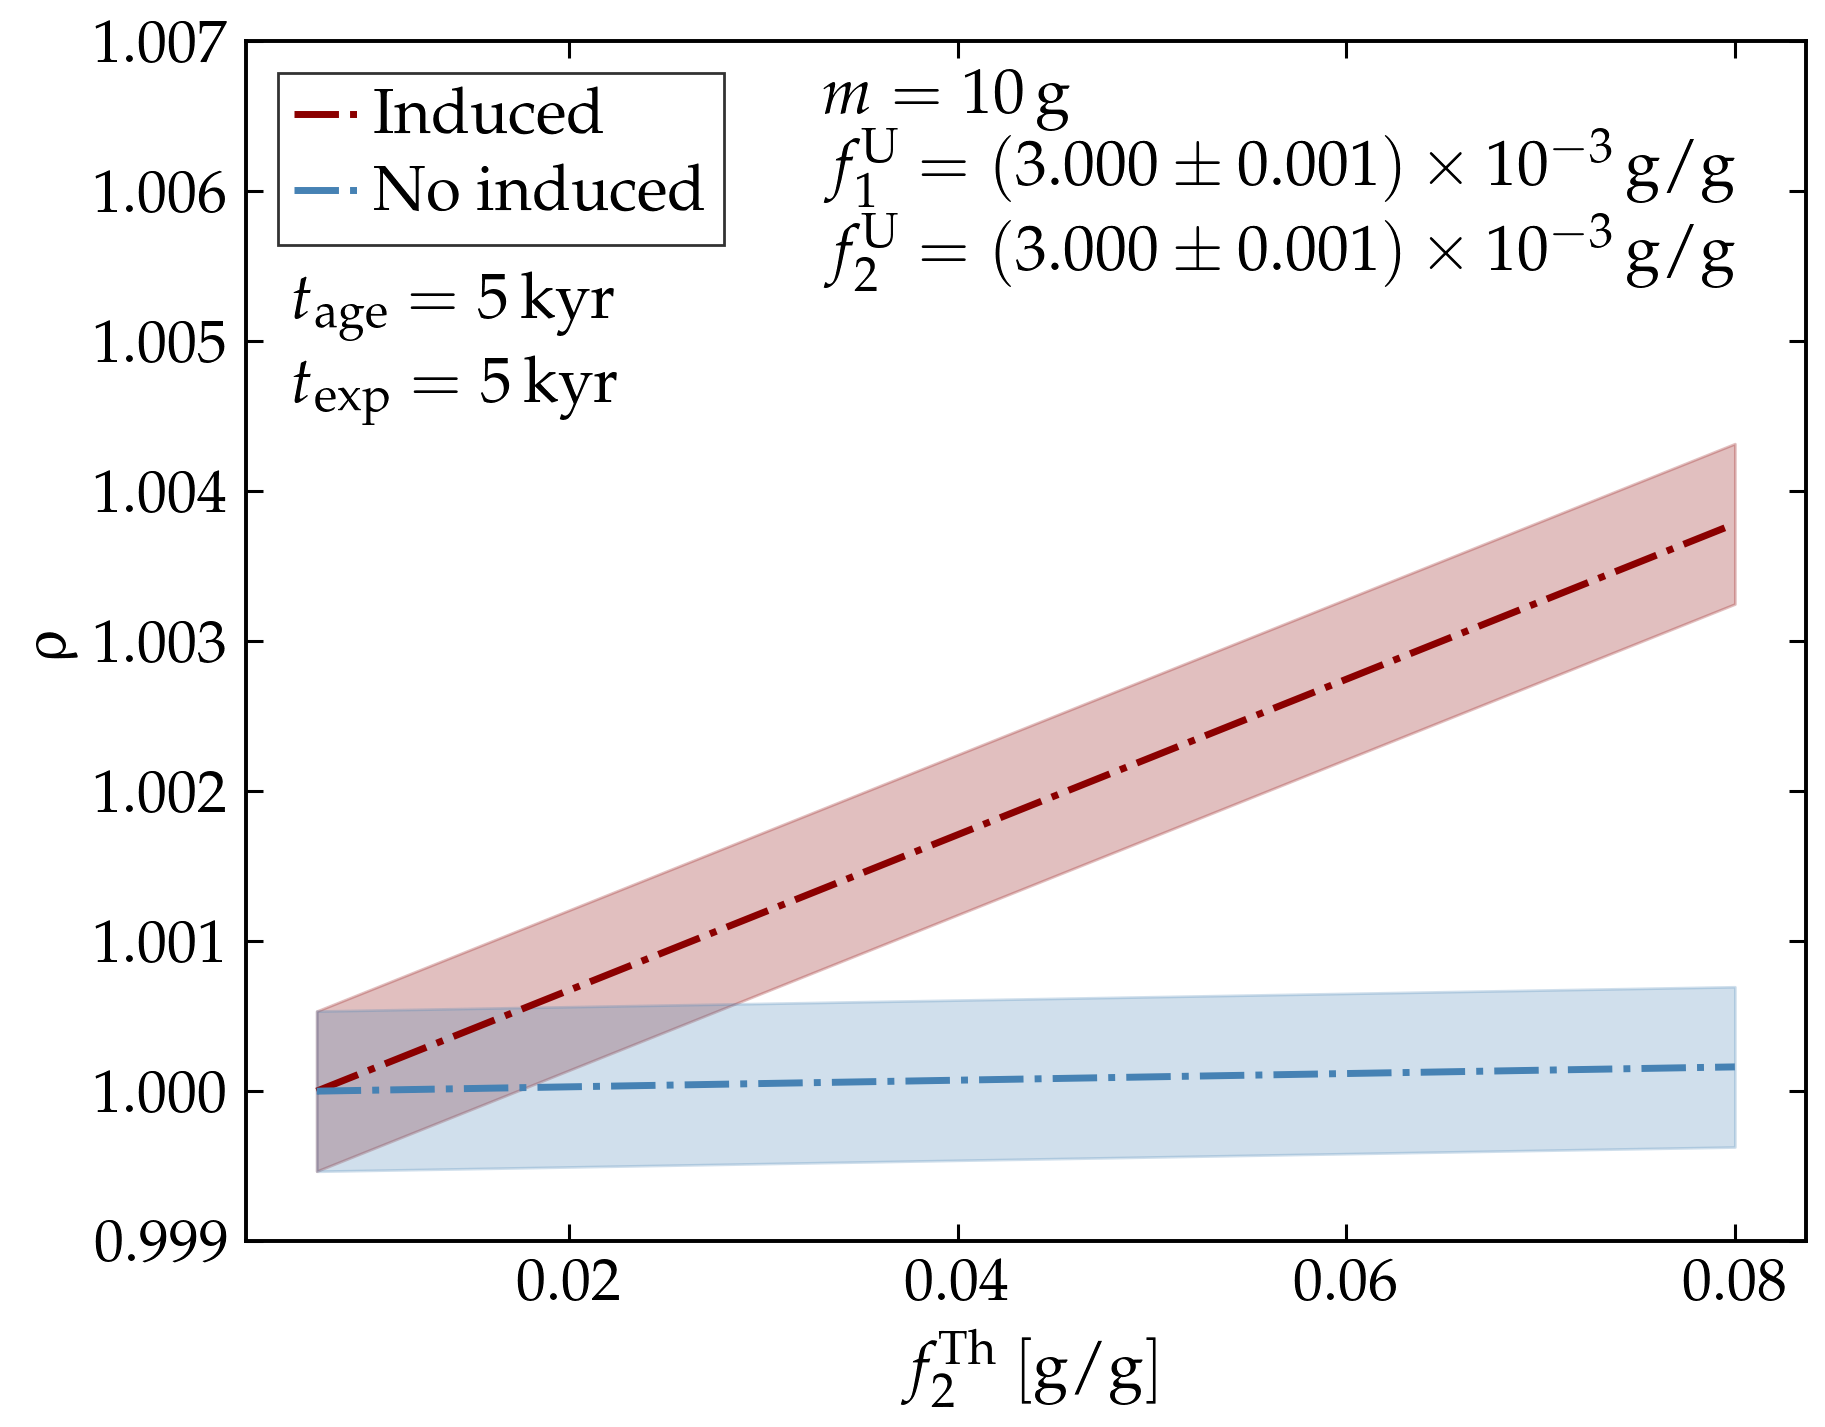 1.007
1.006
1.005
1.004
1.003
1.002
1.001
1.000
0.999
ρ
Induced
No induced
t_age = 5 kyr
t_exp = 5 kyr
m = 10 g
f_1^U = (3.000 ± 0.001) × 10^−3 g/g
f_2^U = (3.000 ± 0.001) × 10^−3 g/g
0.02 0.04 0.06 0.08
f_2^Th [g/g]